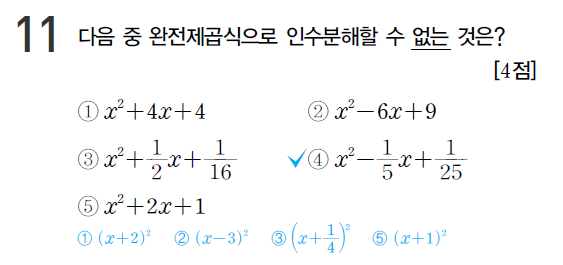 11 다음 중 완전제곱식으로 인수분해할 수 없는 것은?
[4점]
① x²+4x+4 ② x²−6x+9
③ x²+1/2x+1/16 ✓④ x²−1/5x+1/25
⑤ x²+2x+1
① (x+2)² ② (x−3)² ③ (x+1/4)² ⑤ (x+1)²